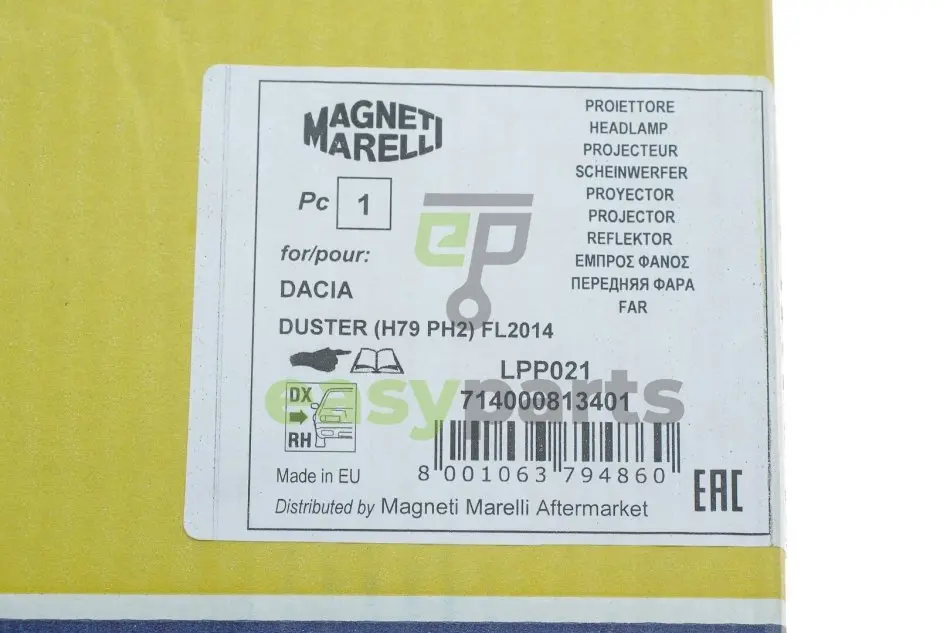 MAGNETI
MARELLI
Pc 1
for/pour:
DACIA
DUSTER (H79 PH2) FL2014
PROIETTORE
HEADLAMP
PROJECTEUR
SCHEINWERFER
PROYECTOR
PROJECTOR
REFLEKTOR
ΕΜΠΡΟΣ ΦΑΝΟΣ
ПЕРЕДНЯЯ ФАРА
FAR
LPP021
714000813401
DX
RH
8 001063 794860
Made in EU
EAC
Distributed by Magneti Marelli Aftermarket
ep
easyparts